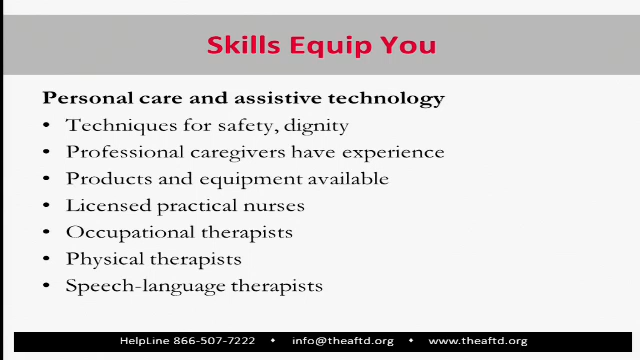 Skills Equip You
Personal care and assistive technology
• Techniques for safety, dignity
• Professional caregivers have experience
• Products and equipment available
• Licensed practical nurses
• Occupational therapists
• Physical therapists
• Speech-language therapists
HelpLine 866-507-7222 • info@theaftd.org • www.theaftd.org